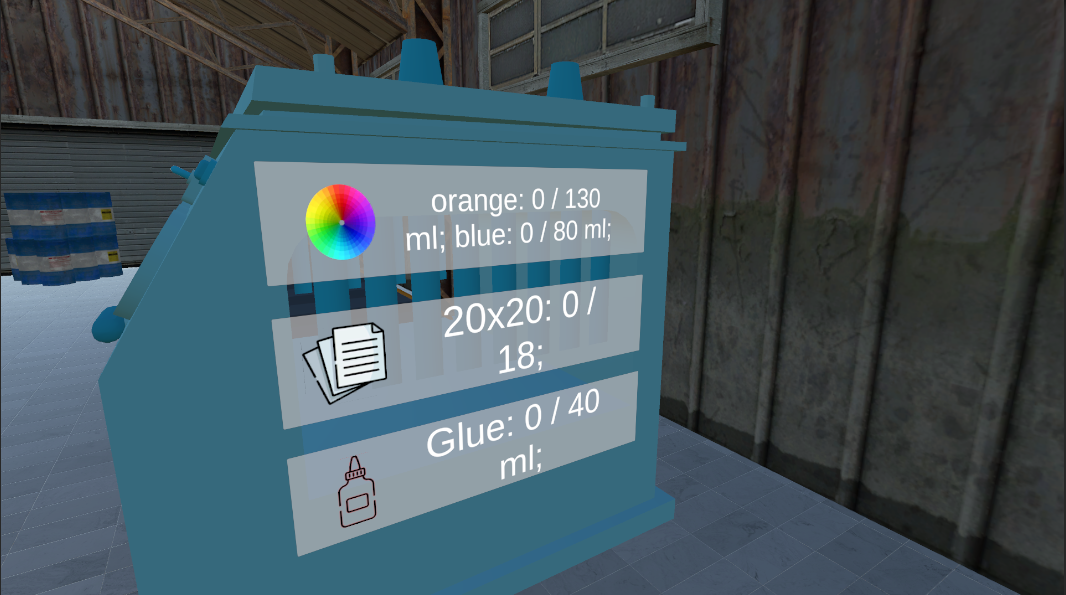 orange: 0 / 130
ml; blue: 0 / 80 ml;
20x20: 0 /
18;
Glue: 0 / 40
ml;